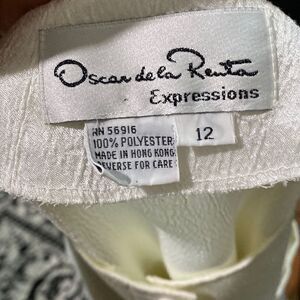 Oscar de la Renta
Expressions
RN 56916
100% POLYESTER
MADE IN HONG KONG
REVERSE FOR CARE
12